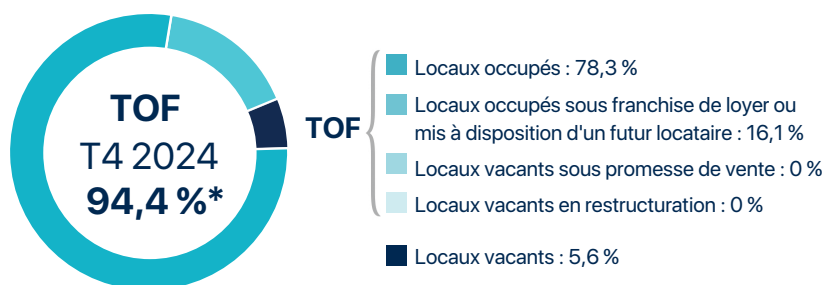 TOF
T4 2024
94,4 %*
TOF
Locaux occupés : 78,3 %
Locaux occupés sous franchise de loyer ou
mis à disposition d'un futur locataire : 16,1 %
Locaux vacants sous promesse de vente : 0 %
Locaux vacants en restructuration : 0 %
Locaux vacants : 5,6 %